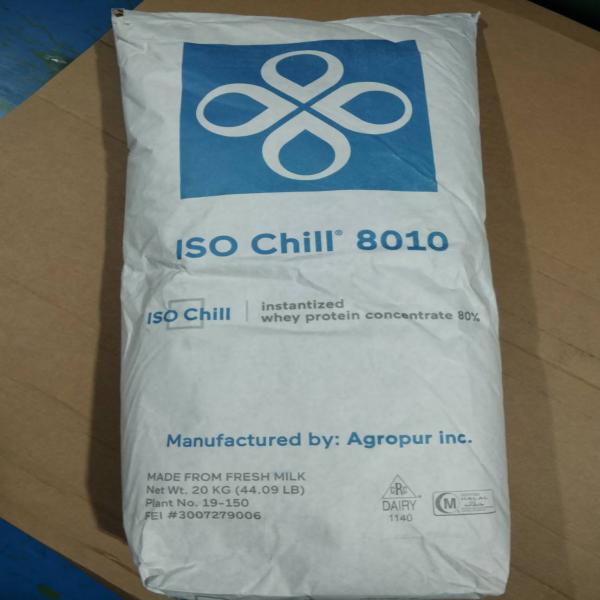 ISO Chill® 8010
ISO Chill
instantized
whey protein concentrate 80%
Manufactured by: Agropur inc.
MADE FROM FRESH MILK
Net Wt. 20 KG (44.09 LB)
Plant No. 19-150
FEI #3007279006
DAIRY
1140
M
HALAL